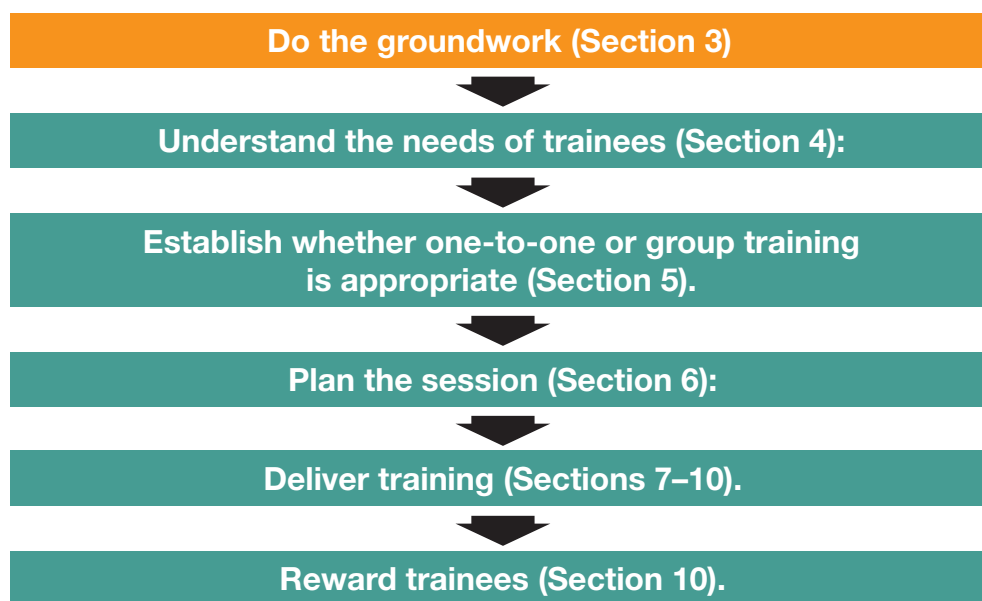 Do the groundwork (Section 3)
Understand the needs of trainees (Section 4):
Establish whether one-to-one or group training
is appropriate (Section 5).
Plan the session (Section 6):
Deliver training (Sections 7–10).
Reward trainees (Section 10).